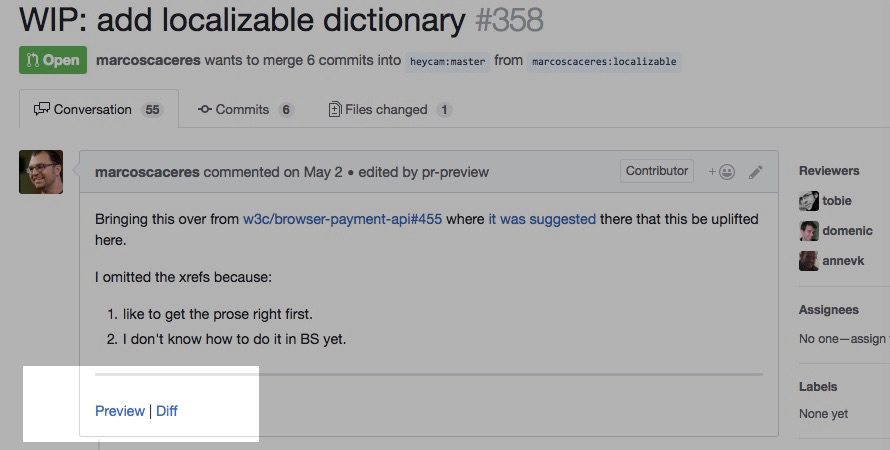 WIP: add localizable dictionary #358
Open marcoscaceres wants to merge 6 commits into heycam:master from marcoscaceres:localizable
Conversation 55 Commits 6 Files changed 1
marcoscaceres commented on May 2 • edited by pr-preview Contributor +
Bringing this over from w3c/browser-payment-api#455 where it was suggested there that this be uplifted
here.
I omitted the xrefs because:
1. like to get the prose right first.
2. I don't know how to do it in BS yet.
Preview | Diff
Reviewers
tobie
domenic
annevk
Assignees
No one—assign
Labels
None yet